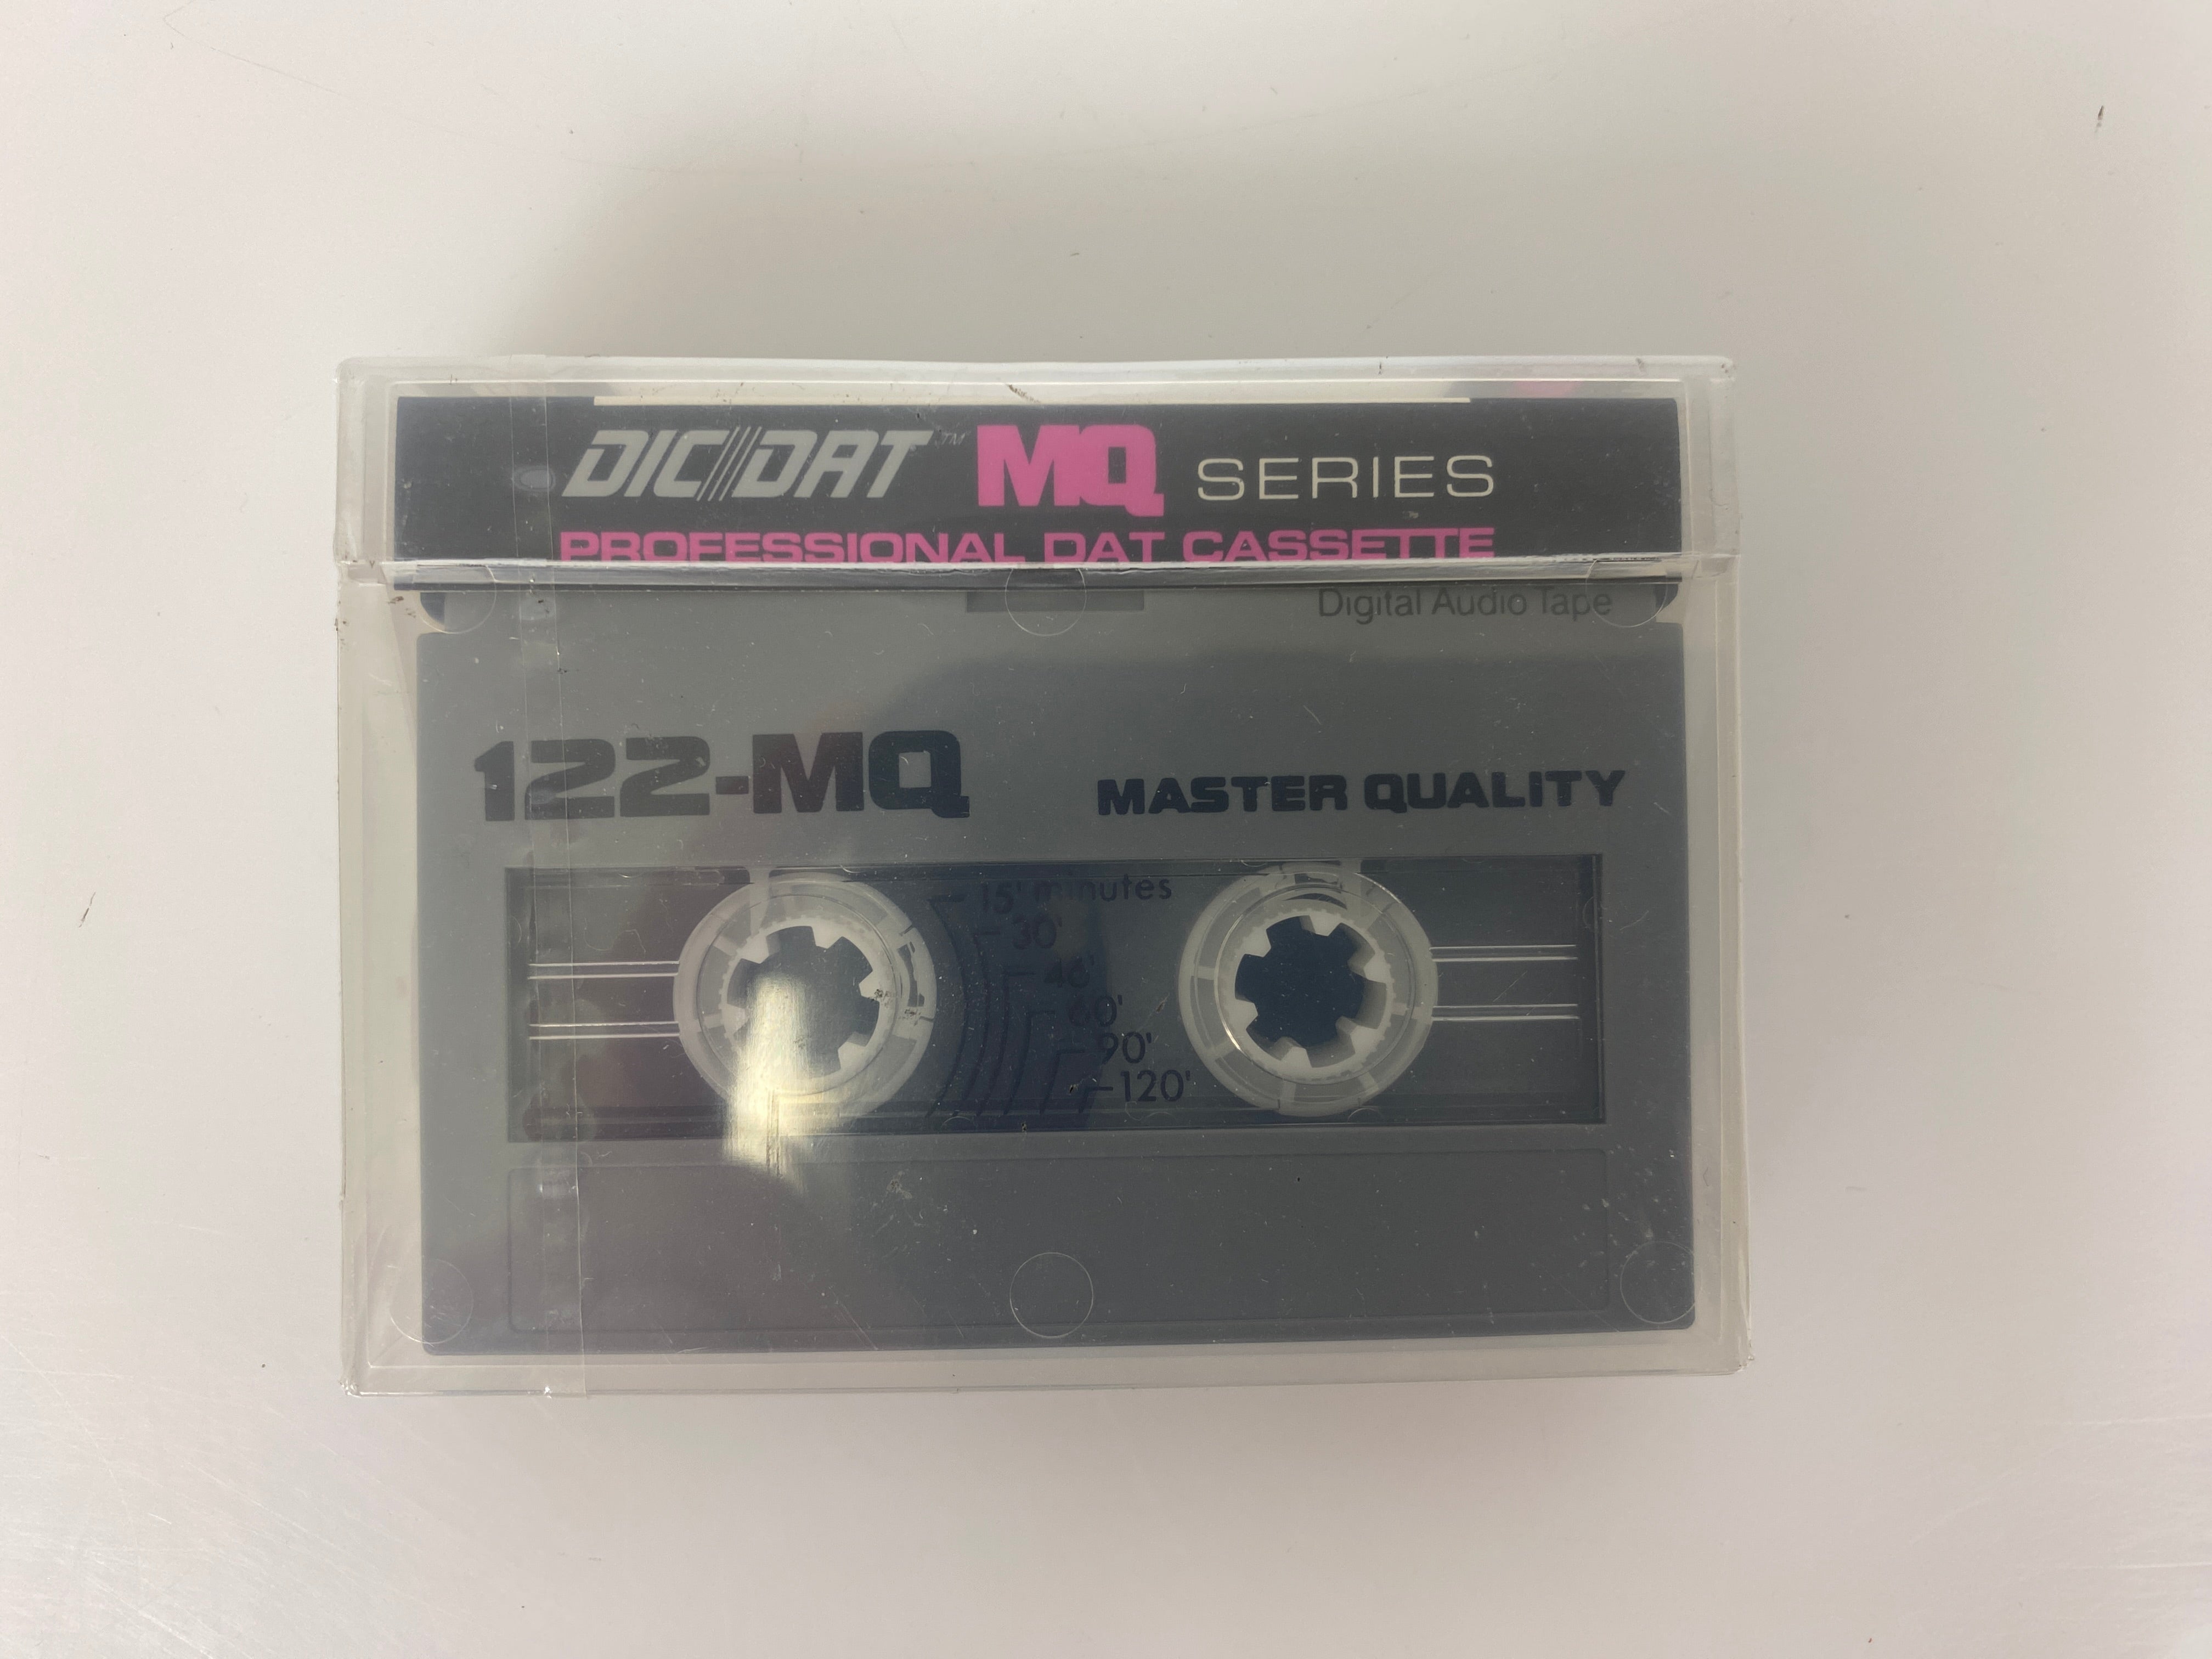 DIC///DAT™ MQ SERIES
PROFESSIONAL DAT CASSETTE
Digital Audio Tape
122-MQ
MASTER QUALITY
15' minutes
30'
46'
60'
90'
120'